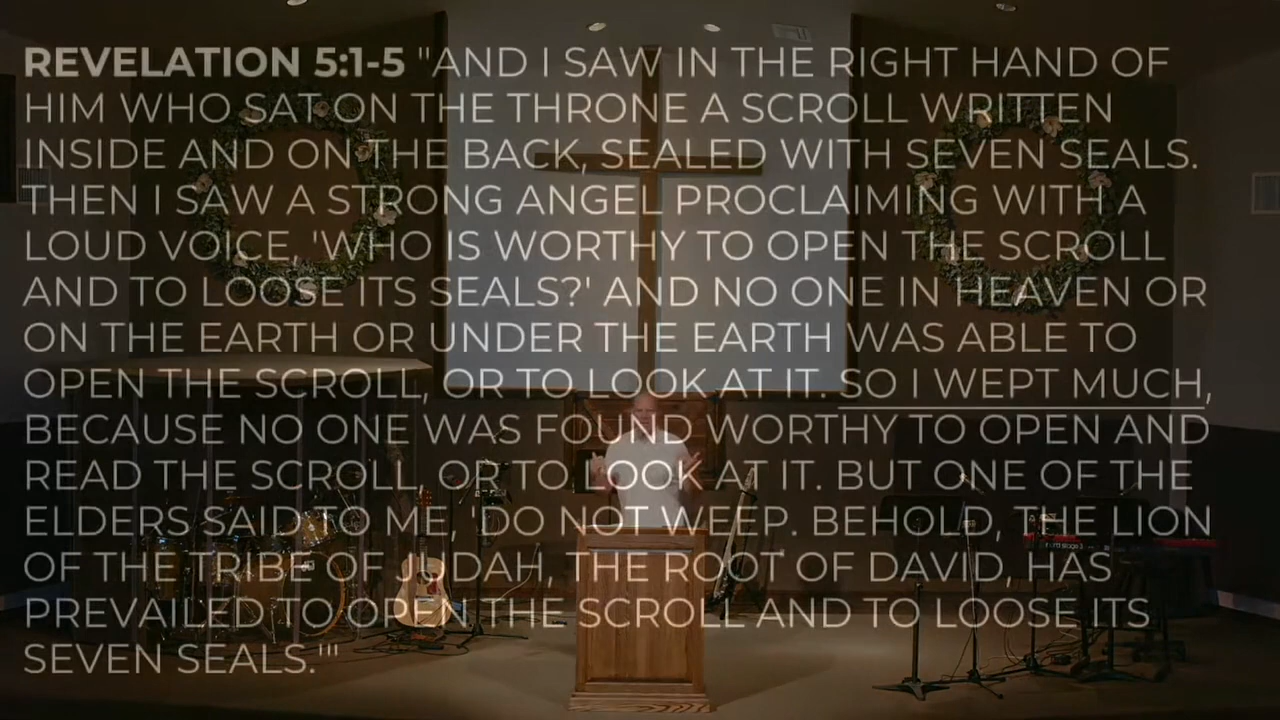 REVELATION 5:1-5 "AND I SAW IN THE RIGHT HAND OF
HIM WHO SAT ON THE THRONE A SCROLL WRITTEN
INSIDE AND ON THE BACK, SEALED WITH SEVEN SEALS.
THEN I SAW A STRONG ANGEL PROCLAIMING WITH A
LOUD VOICE, 'WHO IS WORTHY TO OPEN THE SCROLL
AND TO LOOSE ITS SEALS?' AND NO ONE IN HEAVEN OR
ON THE EARTH OR UNDER THE EARTH WAS ABLE TO
OPEN THE SCROLL, OR TO LOOK AT IT. SO I WEPT MUCH,
BECAUSE NO ONE WAS FOUND WORTHY TO OPEN AND
READ THE SCROLL, OR TO LOOK AT IT. BUT ONE OF THE
ELDERS SAID TO ME, 'DO NOT WEEP. BEHOLD, THE LION
OF THE TRIBE OF JUDAH, THE ROOT OF DAVID, HAS
PREVAILED TO OPEN THE SCROLL AND TO LOOSE ITS
SEVEN SEALS.'"